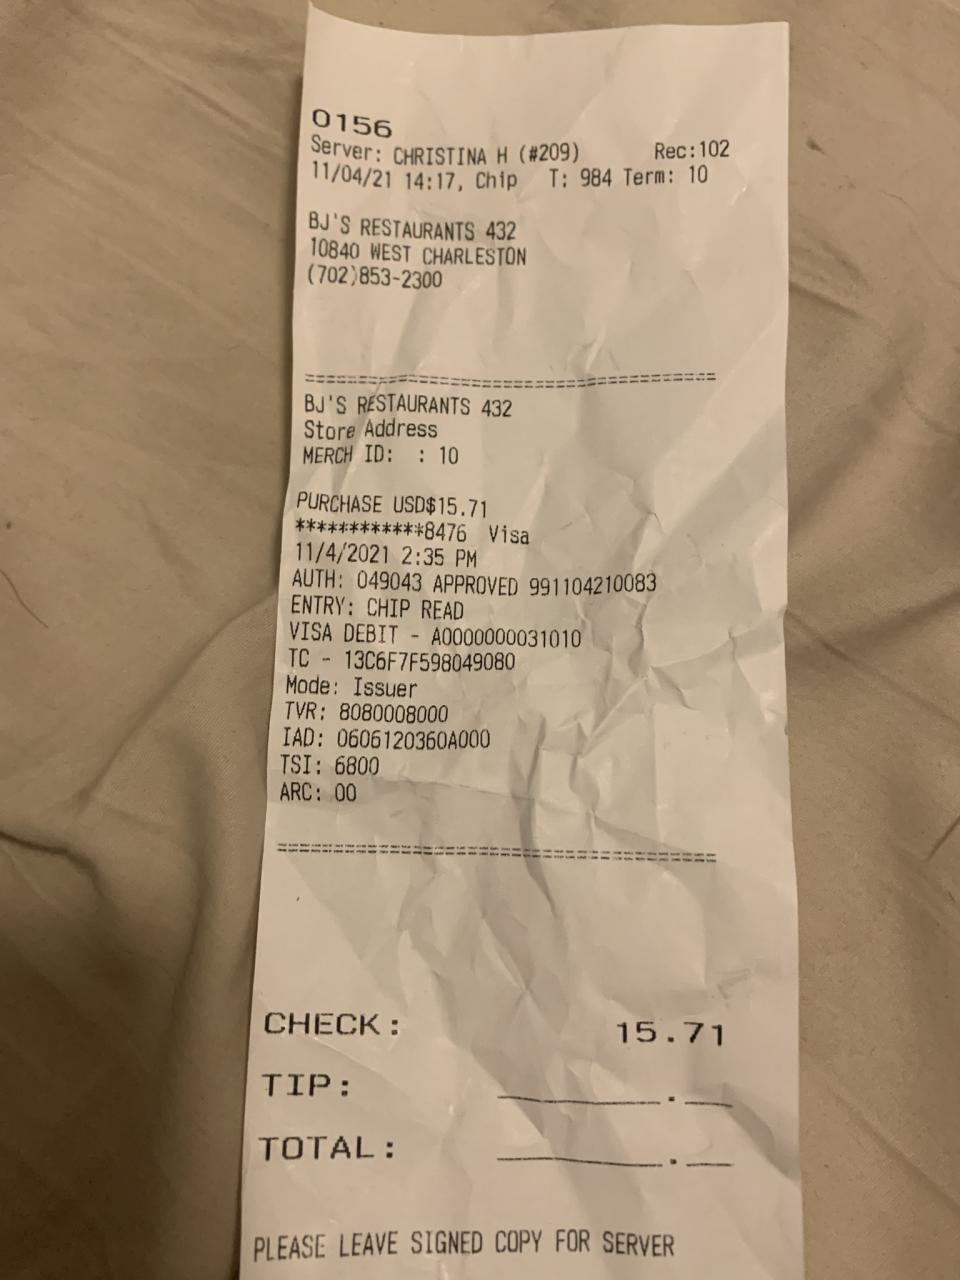 0156
Server: CHRISTINA H (#209) Rec:102
11/04/21 14:17, Chip T: 984 Term: 10
BJ'S RESTAURANTS 432
10840 WEST CHARLESTON
(702)853-2300
================================================
BJ'S RESTAURANTS 432
Store Address
MERCH ID: : 10
PURCHASE USD$15.71
************8476 Visa
11/4/2021 2:35 PM
AUTH: 049043 APPROVED 991104210083
ENTRY: CHIP READ
VISA DEBIT - A0000000031010
TC - 13C6F7F598049080
Mode: Issuer
TVR: 8080008000
IAD: 0606120360A000
TSI: 6800
ARC: 00
================================================
CHECK: 15.71
TIP: ________.___
TOTAL: ________.___
PLEASE LEAVE SIGNED COPY FOR SERVER